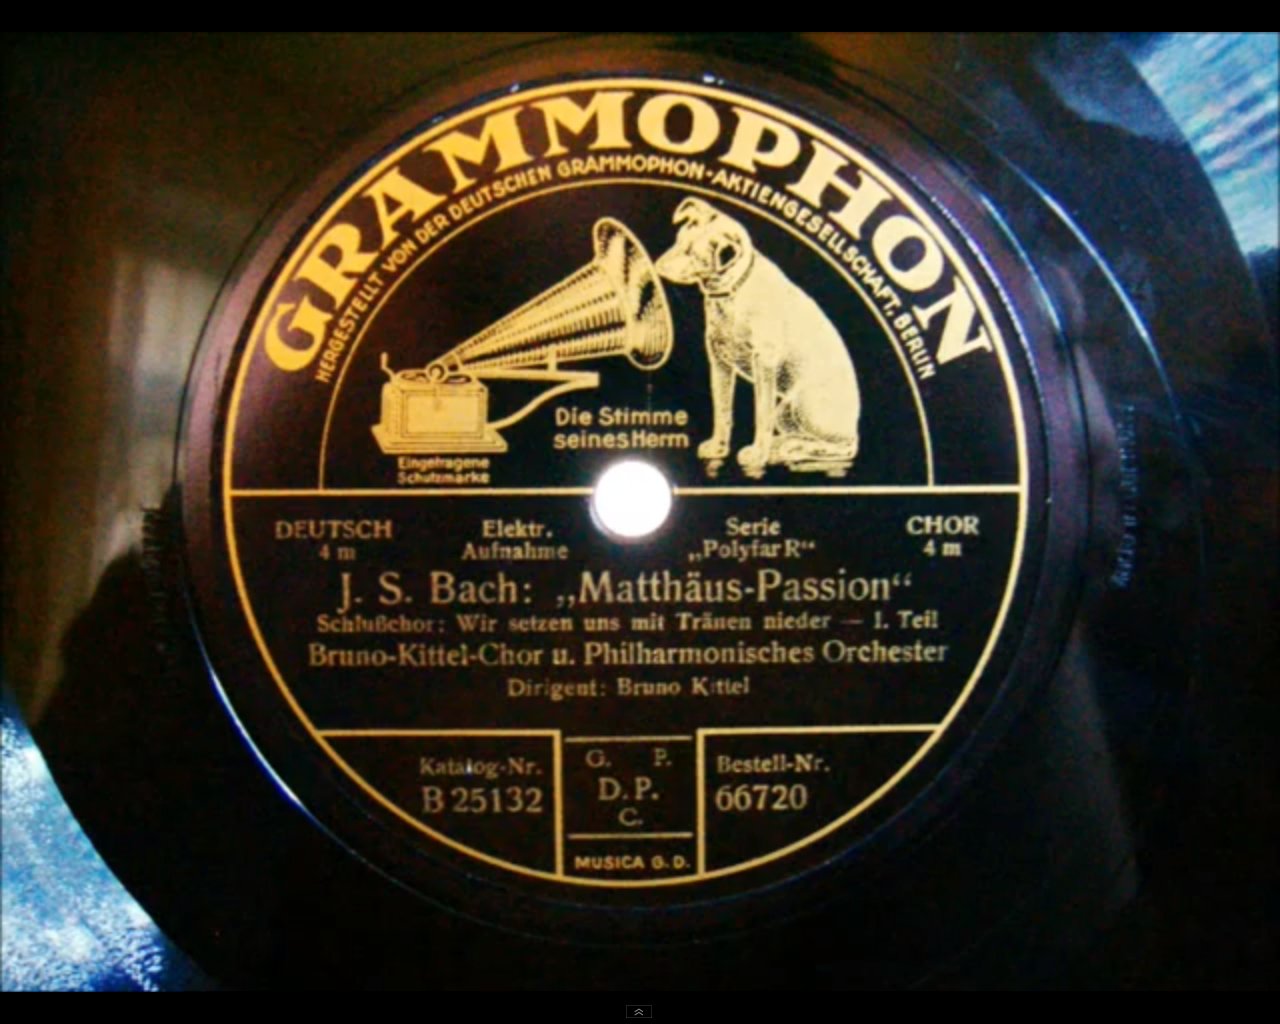 GRAMMOPHON
HERGESTELLT VON DER DEUTSCHEN GRAMMOPHON-AKTIENGESELLSCHAFT, BERLIN
Die Stimme
seines Herrn
Eingetragene
Schutzmarke
DEUTSCH Elektr. Serie CHOR
4 m Aufnahme „Polyfar R“ 4 m
J. S. Bach: „Matthäus-Passion“
Schlußchor: Wir setzen uns mit Tränen nieder — 1. Teil
Bruno-Kittel-Chor u. Philharmonisches Orchester
Dirigent: Bruno Kittel
Katalog-Nr. G. P. Bestell-Nr.
B 25132 D. P. 66720
C.
MUSICA G. D.